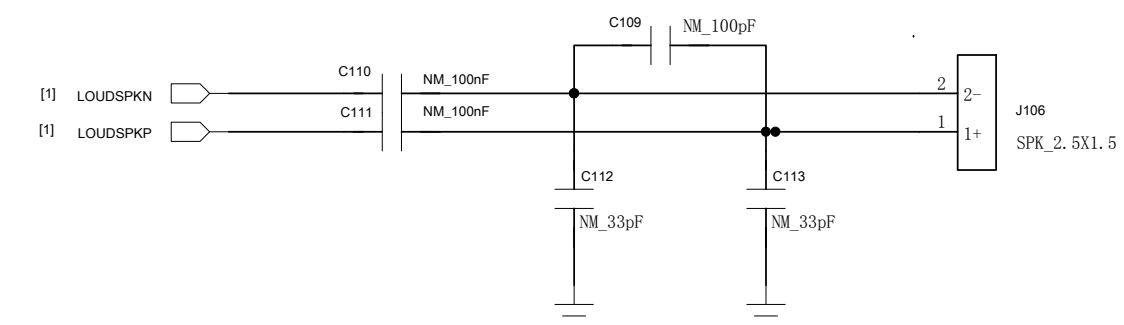 C109 NM_100pF
C110 NM_100nF
[1] LOUDSPKN 2 2-
C111 NM_100nF
J106
[1] LOUDSPKP 1 1+
SPK_2.5X1.5
C112 C113
NM_33pF NM_33pF